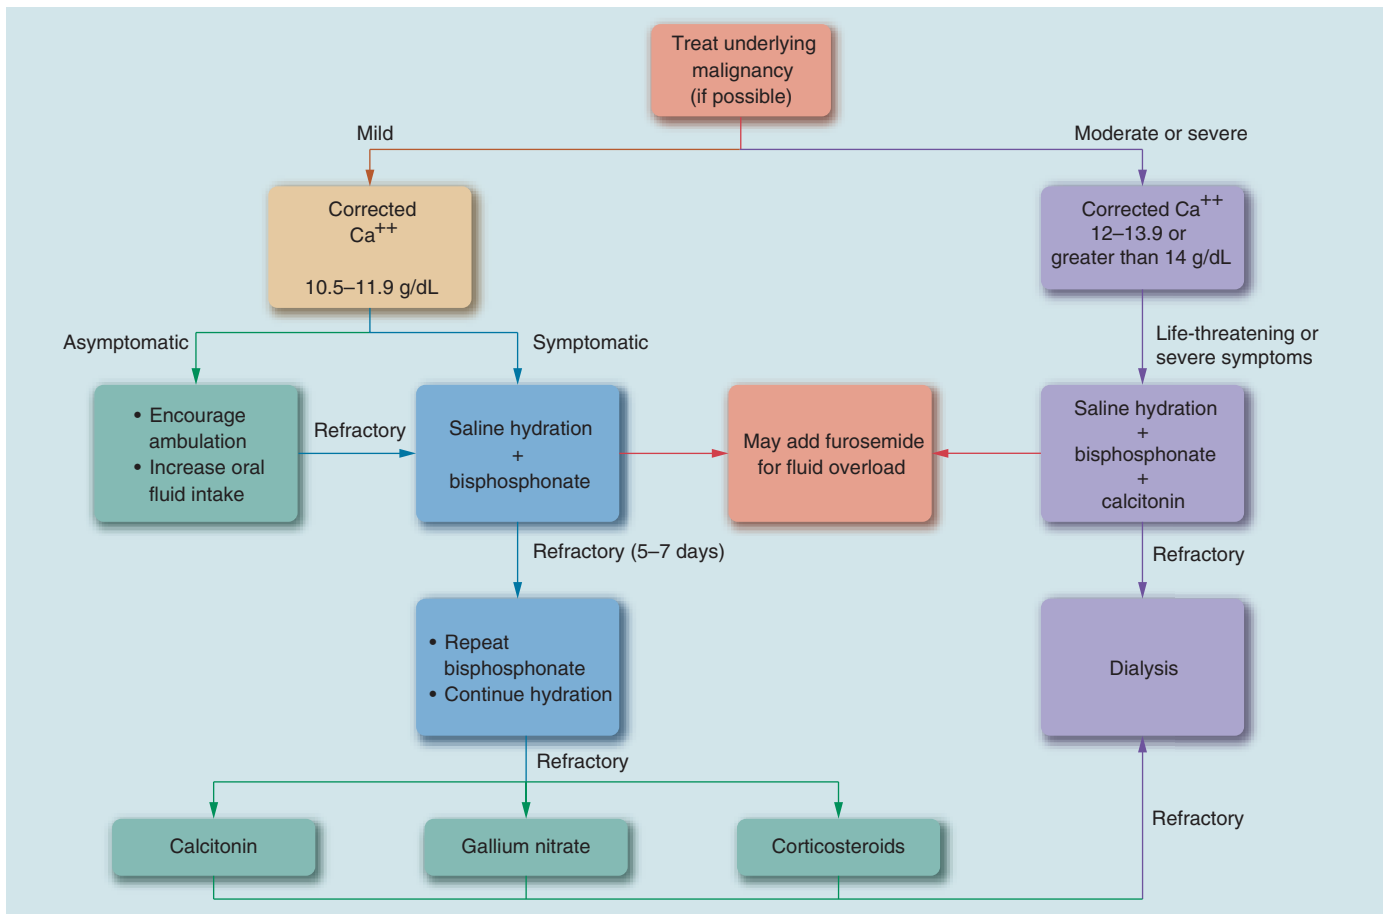 Treat underlying
malignancy
(if possible)
Mild
Moderate or severe
Corrected
Ca++
10.5–11.9 g/dL
Corrected Ca++
12–13.9 or
greater than 14 g/dL
Asymptomatic
Symptomatic
Life-threatening or
severe symptoms
• Encourage
ambulation
• Increase oral
fluid intake
Refractory
Saline hydration
+
bisphosphonate
May add furosemide
for fluid overload
Saline hydration
+
bisphosphonate
+
calcitonin
Refractory (5–7 days)
Refractory
• Repeat
bisphosphonate
• Continue hydration
Dialysis
Refractory
Calcitonin
Gallium nitrate
Corticosteroids
Refractory